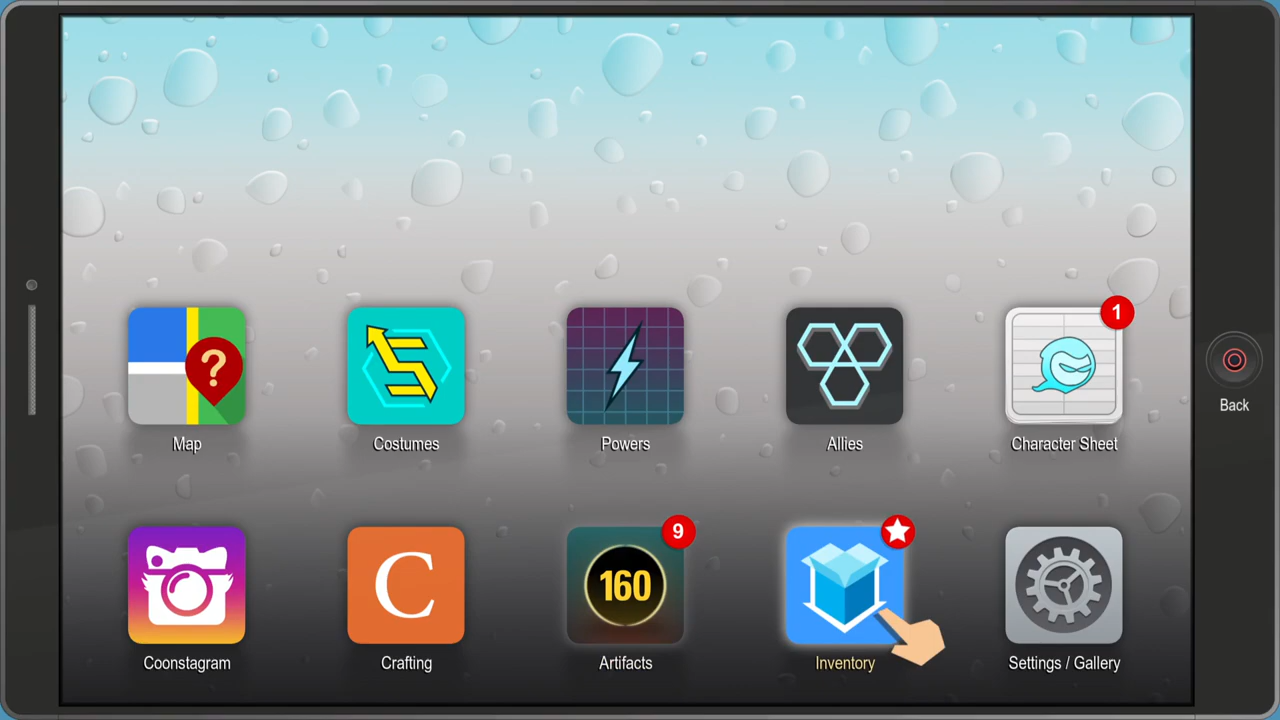 ?
1
Map
Costumes
Powers
Allies
Character Sheet
Back
C
9
160
Coonstagram
Crafting
Artifacts
Inventory
Settings / Gallery